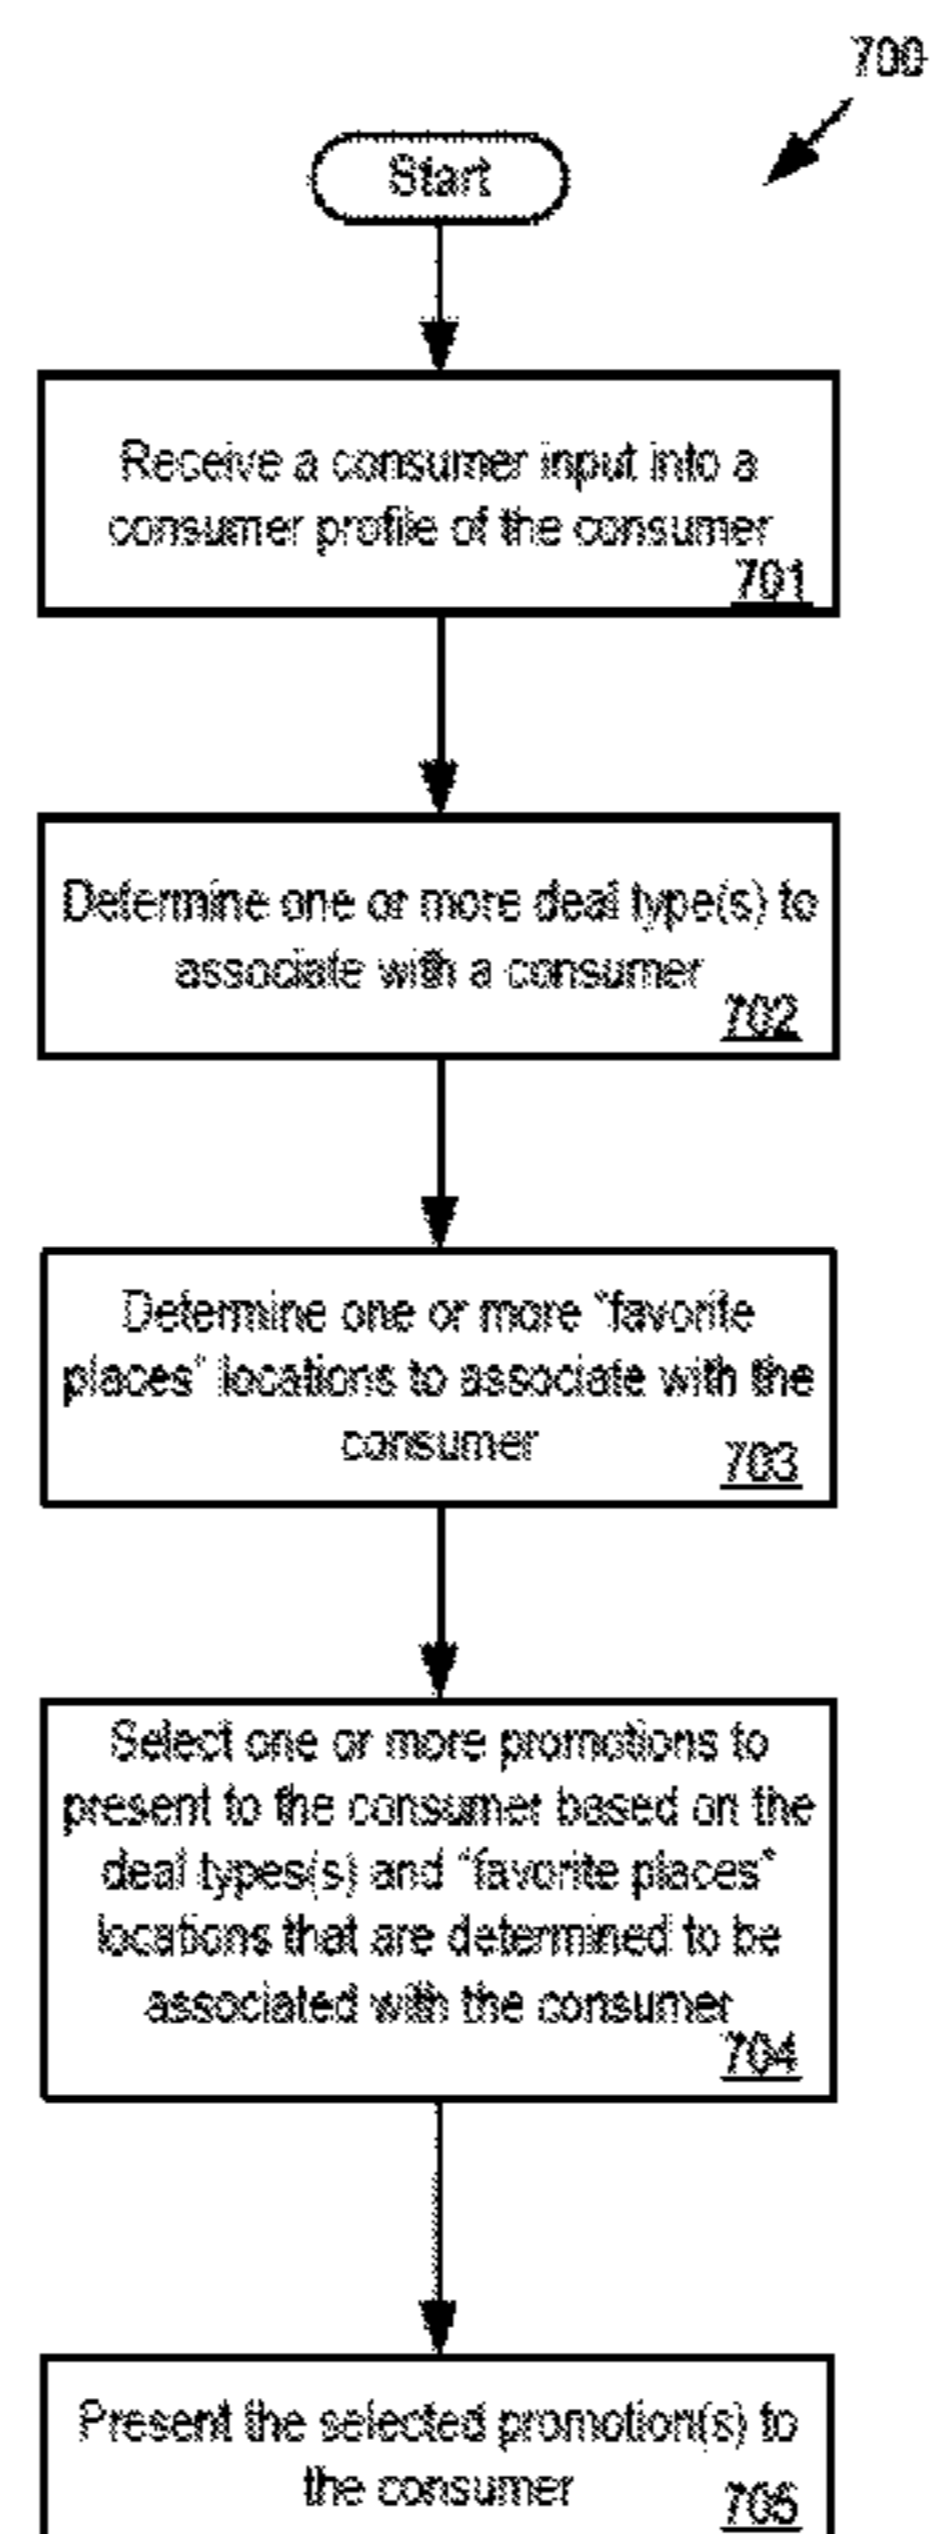 700
Start
Receive a consumer input into a
consumer profile of the consumer
701
Determine one or more deal type(s) to
associate with a consumer
702
Determine one or more "favorite
places" locations to associate with the
consumer
703
Select one or more promotions to
present to the consumer based on the
deal types(s) and "favorite places"
locations that are determined to be
associated with the consumer
704
Present the selected promotion(s) to
the consumer
705